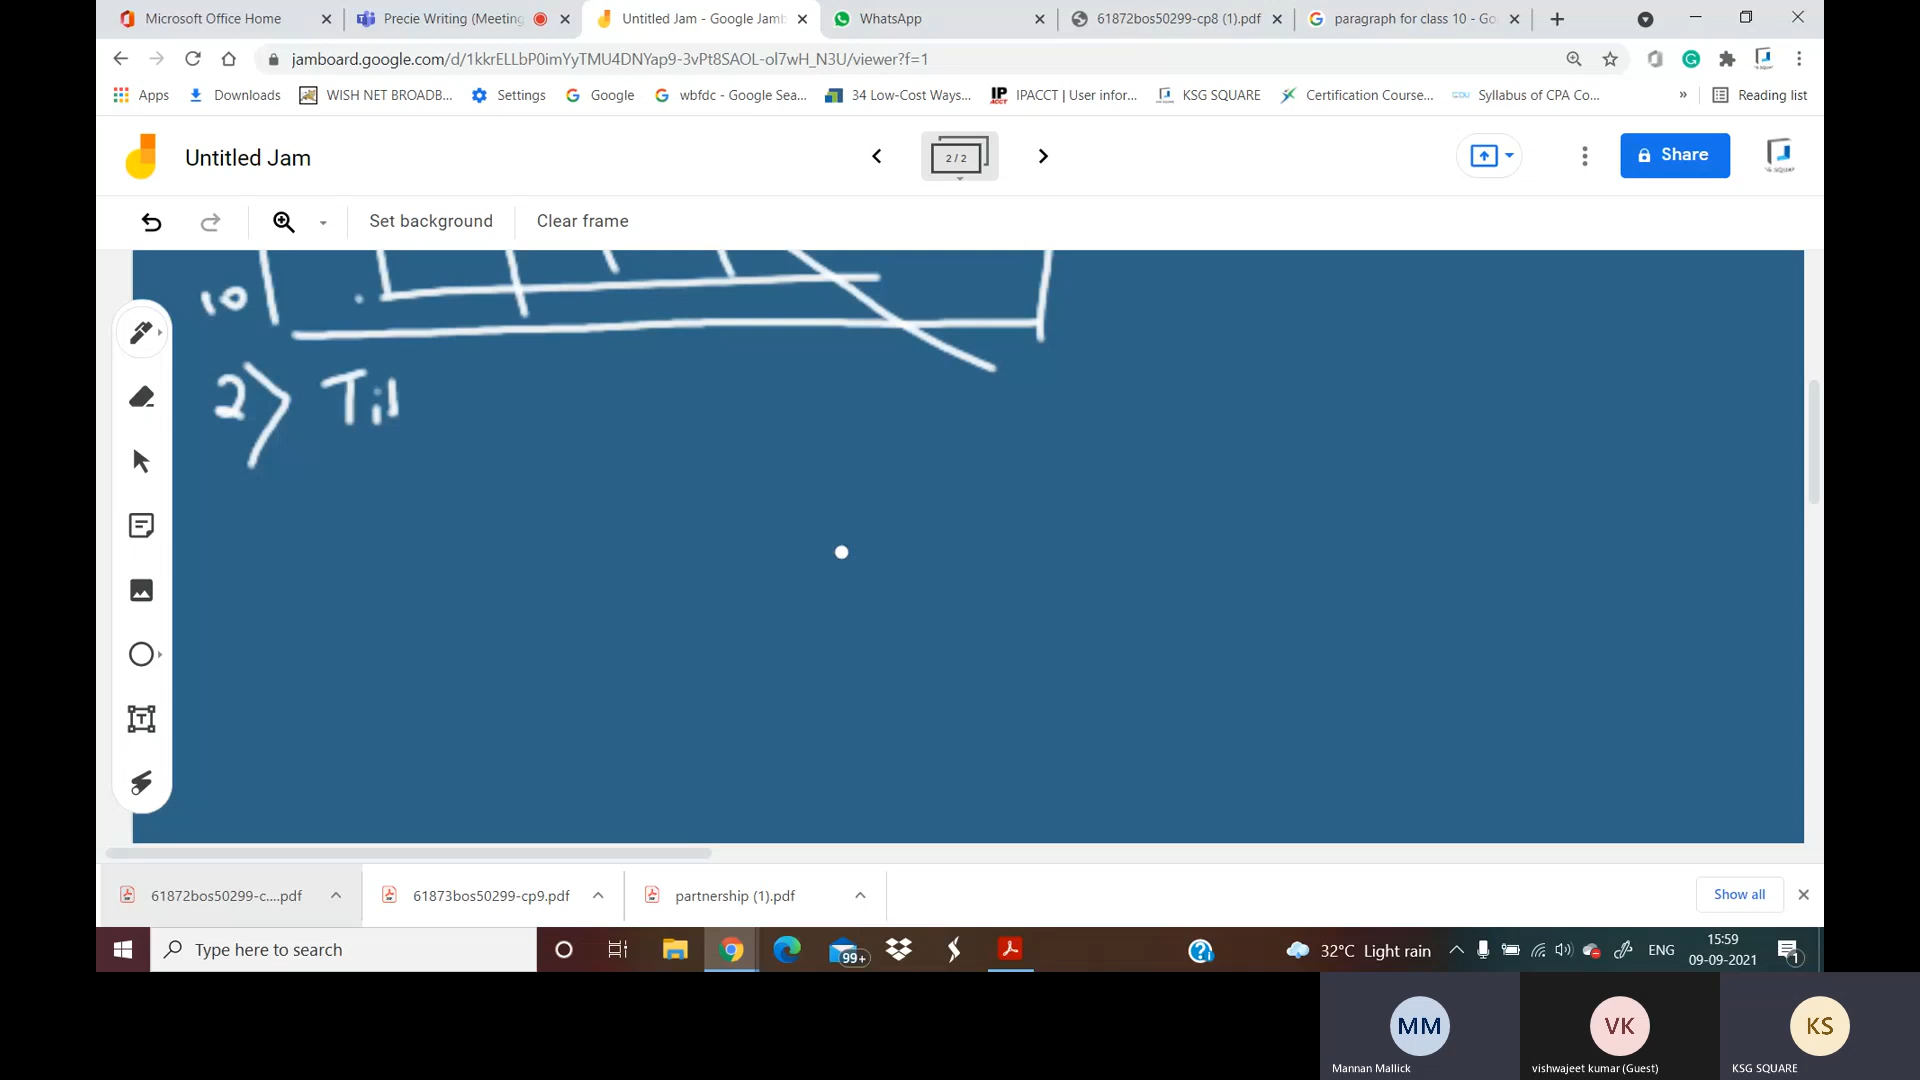 Microsoft Office Home
Precie Writing (Meeting
Untitled Jam - Google Jamb
WhatsApp
61872bos50299-cp8 (1).pdf
paragraph for class 10 - Go
jamboard.google.com/d/1kkrELLbP0imYyTMU4DNYap9-3vPt8SAOL-ol7wH_N3U/viewer?f=1
Apps
Downloads
WISH NET BROADB...
Settings
Google
wbfdc - Google Sea...
34 Low-Cost Ways...
IPACCT | User infor...
KSG SQUARE
Certification Course...
Syllabus of CPA Co...
»
Reading list
Untitled Jam
2 / 2
Share
Set background
Clear frame
10
2> Til
61872bos50299-c....pdf
61873bos50299-cp9.pdf
partnership (1).pdf
Show all
Type here to search
99+
32°C Light rain
ENG
15:59
09-09-2021
1
MM
VK
KS
Mannan Mallick
vishwajeet kumar (Guest)
KSG SQUARE